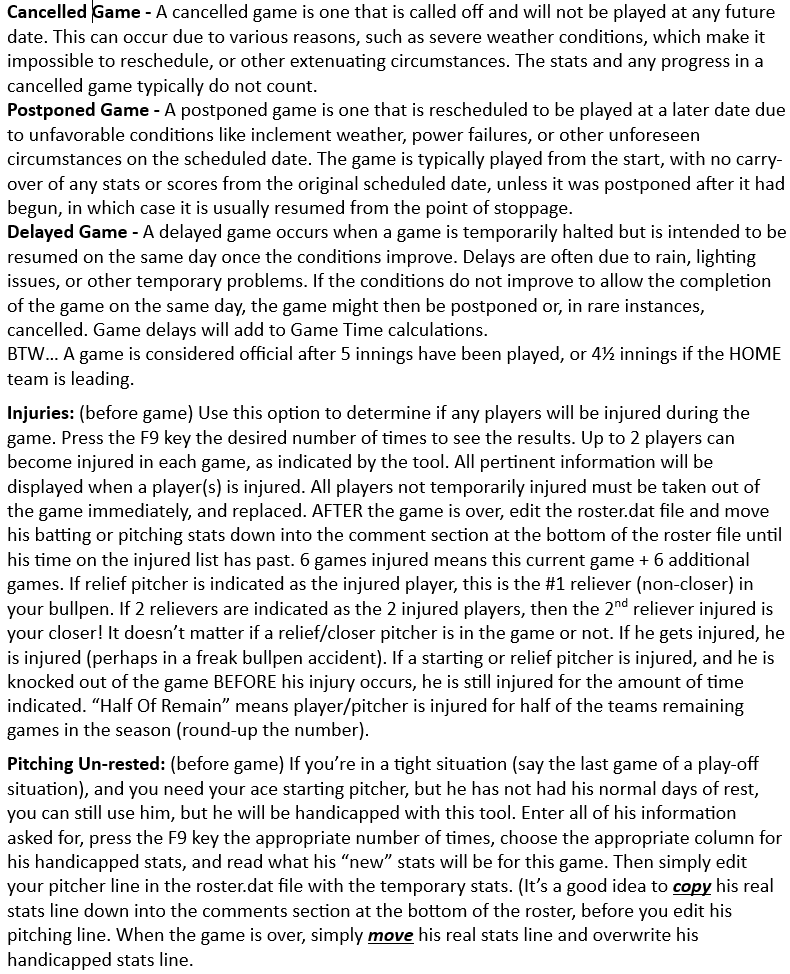 Cancelled Game - A cancelled game is one that is called off and will not be played at any future
date. This can occur due to various reasons, such as severe weather conditions, which make it
impossible to reschedule, or other extenuating circumstances. The stats and any progress in a
cancelled game typically do not count.
Postponed Game - A postponed game is one that is rescheduled to be played at a later date due
to unfavorable conditions like inclement weather, power failures, or other unforeseen
circumstances on the scheduled date. The game is typically played from the start, with no carry-
over of any stats or scores from the original scheduled date, unless it was postponed after it had
begun, in which case it is usually resumed from the point of stoppage.
Delayed Game - A delayed game occurs when a game is temporarily halted but is intended to be
resumed on the same day once the conditions improve. Delays are often due to rain, lighting
issues, or other temporary problems. If the conditions do not improve to allow the completion
of the game on the same day, the game might then be postponed or, in rare instances,
cancelled. Game delays will add to Game Time calculations.
BTW... A game is considered official after 5 innings have been played, or 4½ innings if the HOME
team is leading.
Injuries: (before game) Use this option to determine if any players will be injured during the
game. Press the F9 key the desired number of times to see the results. Up to 2 players can
become injured in each game, as indicated by the tool. All pertinent information will be
displayed when a player(s) is injured. All players not temporarily injured must be taken out of
the game immediately, and replaced. AFTER the game is over, edit the roster.dat file and move
his batting or pitching stats down into the comment section at the bottom of the roster file until
his time on the injured list has past. 6 games injured means this current game + 6 additional
games. If relief pitcher is indicated as the injured player, this is the #1 reliever (non-closer) in
your bullpen. If 2 relievers are indicated as the 2 injured players, then the 2nd reliever injured is
your closer! It doesn't matter if a relief/closer pitcher is in the game or not. If he gets injured, he
is injured (perhaps in a freak bullpen accident). If a starting or relief pitcher is injured, and he is
knocked out of the game BEFORE his injury occurs, he is still injured for the amount of time
indicated. “Half Of Remain” means player/pitcher is injured for half of the teams remaining
games in the season (round-up the number).
Pitching Un-rested: (before game) If you're in a tight situation (say the last game of a play-off
situation), and you need your ace starting pitcher, but he has not had his normal days of rest,
you can still use him, but he will be handicapped with this tool. Enter all of his information
asked for, press the F9 key the appropriate number of times, choose the appropriate column for
his handicapped stats, and read what his “new” stats will be for this game. Then simply edit
your pitcher line in the roster.dat file with the temporary stats. (It's a good idea to copy his real
stats line down into the comments section at the bottom of the roster, before you edit his
pitching line. When the game is over, simply move his real stats line and overwrite his
handicapped stats line.